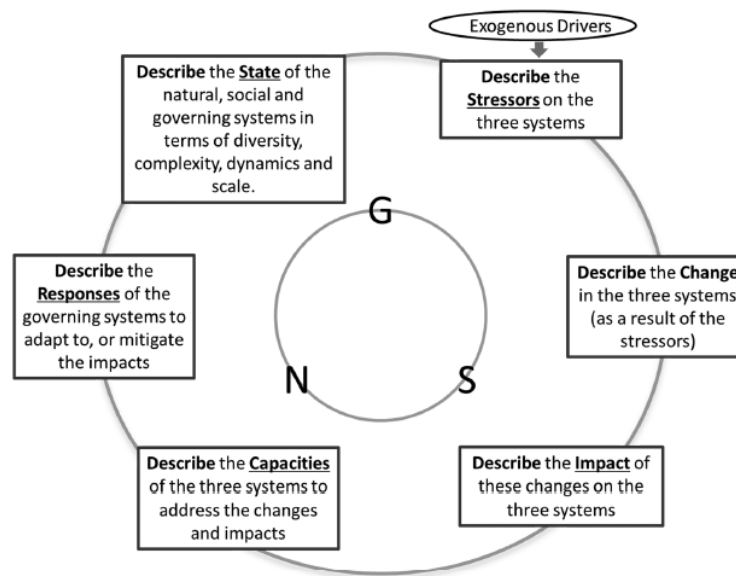 Exogenous Drivers
Describe the
Stressors on the
three systems
Describe the State of the
natural, social and
governing systems in
terms of diversity,
complexity, dynamics and
scale.
G
Describe the Change
in the three systems
(as a result of the
stressors)
Describe the
Responses of the
governing systems to
adapt to, or mitigate
the impacts
N
S
Describe the Capacities
of the three systems to
address the changes
and impacts
Describe the Impact of
these changes on the
three systems